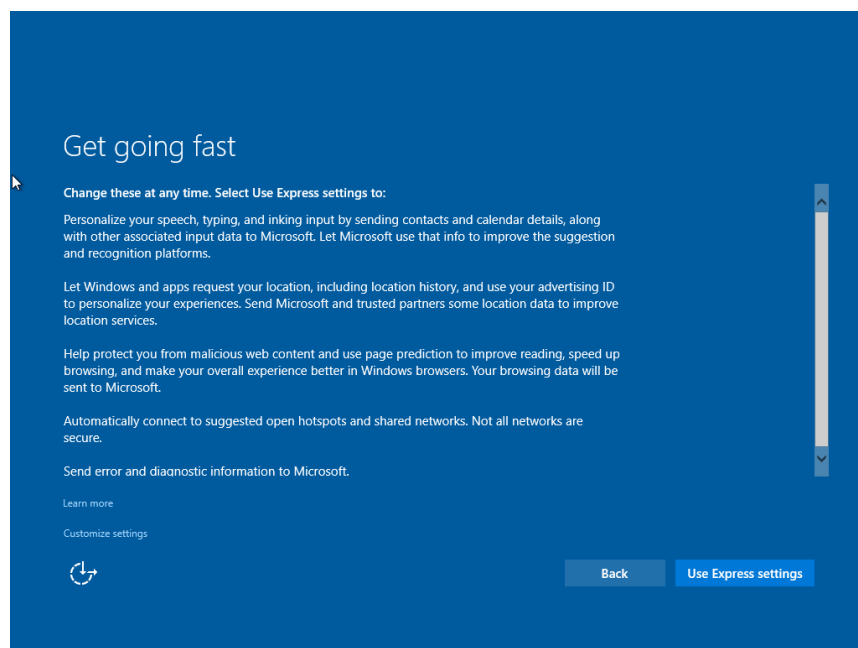 Get going fast
Change these at any time. Select Use Express settings to:
Personalize your speech, typing, and inking input by sending contacts and calendar details, along
with other associated input data to Microsoft. Let Microsoft use that info to improve the suggestion
and recognition platforms.
Let Windows and apps request your location, including location history, and use your advertising ID
to personalize your experiences. Send Microsoft and trusted partners some location data to improve
location services.
Help protect you from malicious web content and use page prediction to improve reading, speed up
browsing, and make your overall experience better in Windows browsers. Your browsing data will be
sent to Microsoft.
Automatically connect to suggested open hotspots and shared networks. Not all networks are
secure.
Send error and diagnostic information to Microsoft.
Learn more
Customize settings
Back
Use Express settings